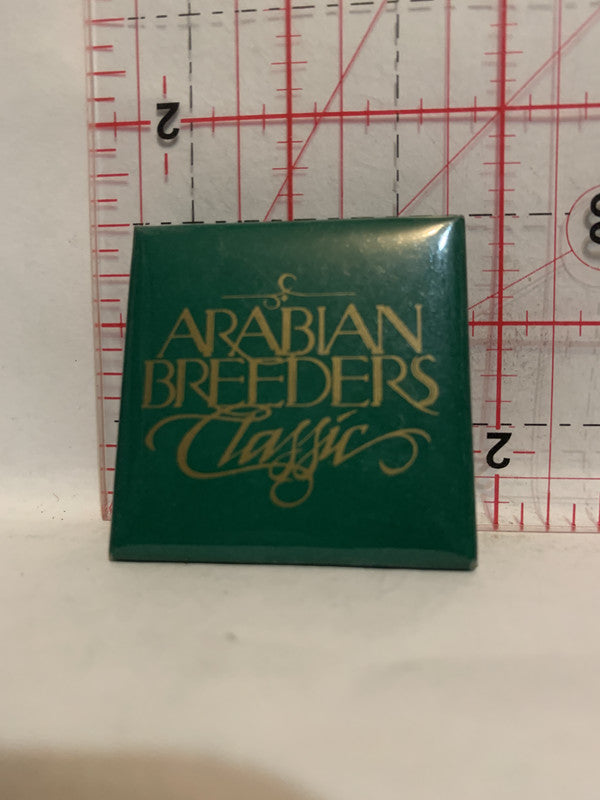 2
ARABIAN
BREEDERS
Classic
2